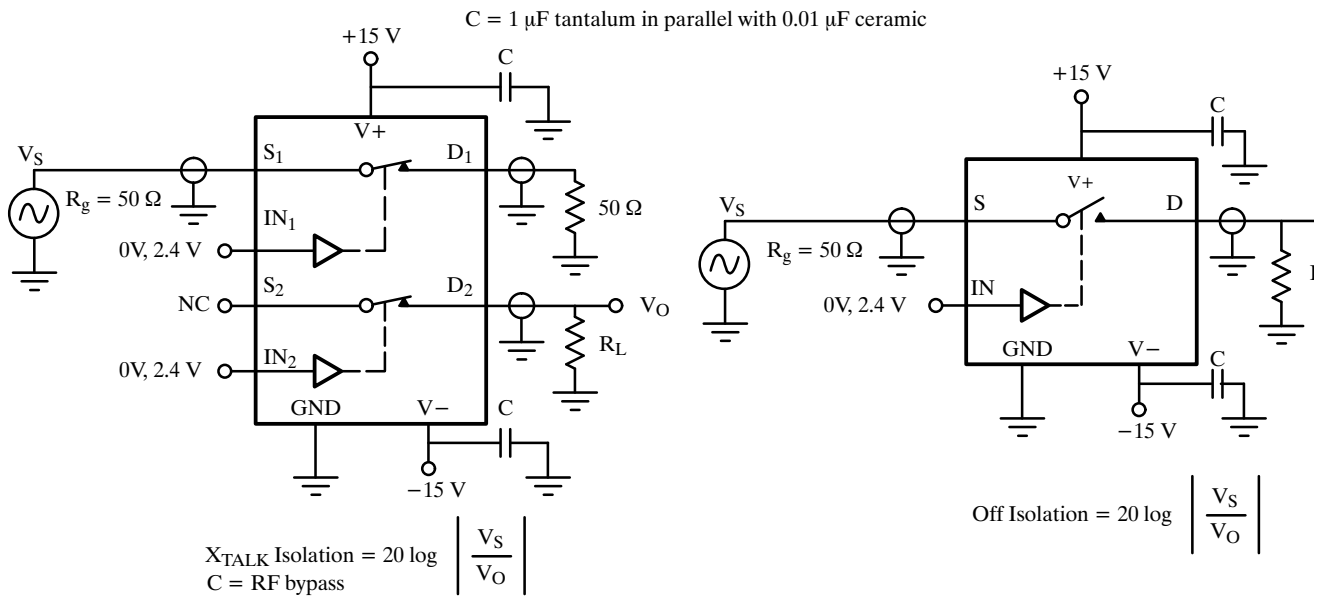 C = 1 µF tantalum in parallel with 0.01 µF ceramic
+15 V
C
V+
S1
D1
VS
Rg = 50 Ω
50 Ω
IN1
0V, 2.4 V
S2
D2
NC
VO
RL
IN2
0V, 2.4 V
GND
V−
C
−15 V
XTALK Isolation = 20 log | VS / VO |
C = RF bypass
+15 V
C
V+
S
D
VS
Rg = 50 Ω
IN
0V, 2.4 V
GND
V−
C
−15 V
Off Isolation = 20 log | VS / VO |